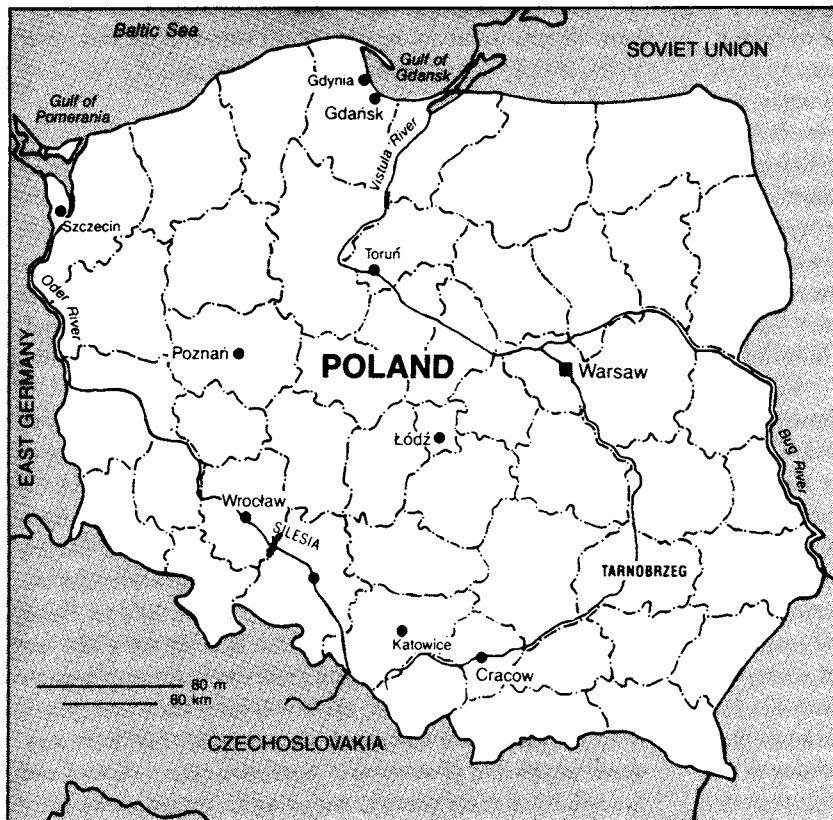 Baltic Sea
SOVIET UNION
Gulf of
Gdansk
Gdynia
Gdańsk
Gulf of
Pomerania
Vistula River
Szczecin
Toruń
Oder River
EAST GERMANY
Poznań
POLAND
Warsaw
Łódź
Bug River
Wrocław
SILESIA
TARNOBRZEG
Katowice
Cracow
80 m
80 km
CZECHOSLOVAKIA